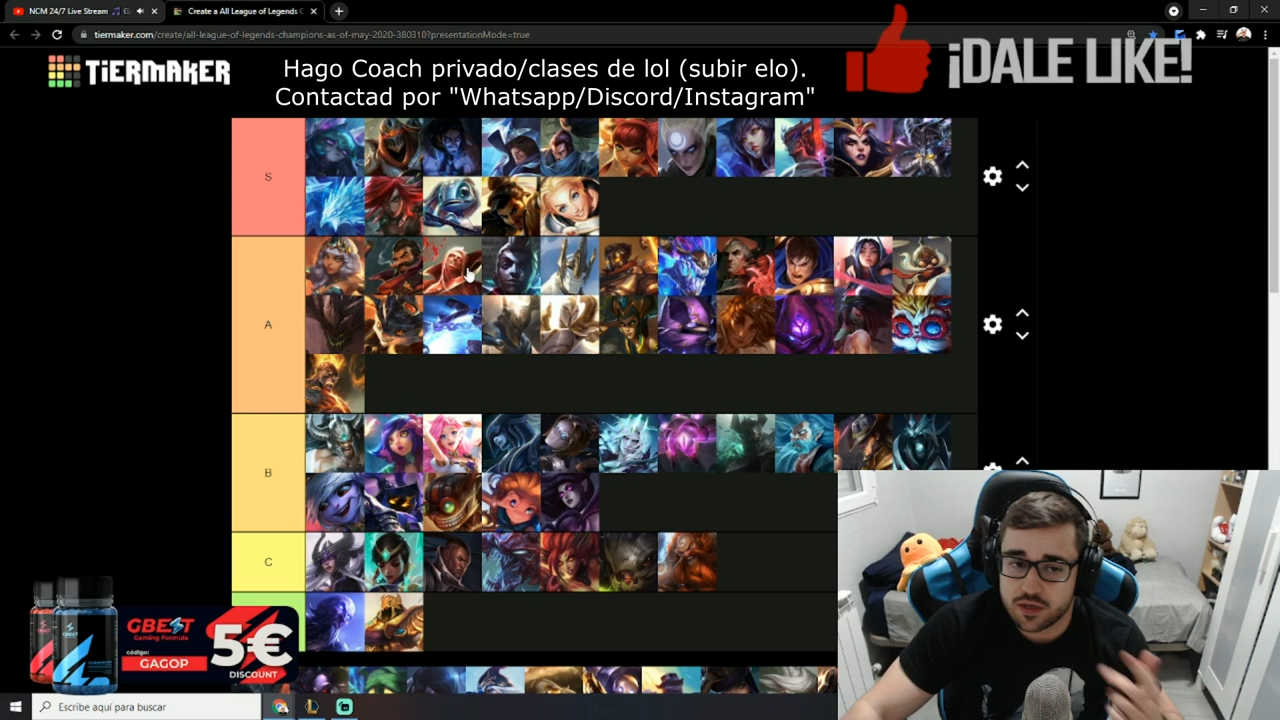 NCM 24/7 Live Stream
Create a All League of Legends C
tiermaker.com/create/all-league-of-legends-champions-as-of-may-2020-380310?presentationMode=true
TiERMAKER
Hago Coach privado/clases de lol (subir elo).
Contactad por "Whatsapp/Discord/Instagram"
¡DALE LIKE!
S
A
B
C
GBEST
Gaming Formula
código:
GAGOP
5€
DISCOUNT
Escribe aquí para buscar